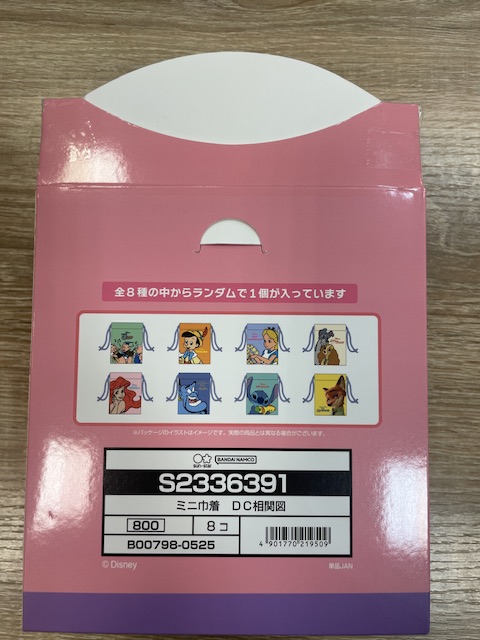 全8種の中からランダムで1個が入っています
※パッケージのイラストはイメージです。実際の商品とは異なる場合がございます。
sun-star BANDAI NAMCO
S2336391
ミニ巾着 DC相関図
800 8コ
B00798-0525
4 901770 219509
© Disney 単品JAN